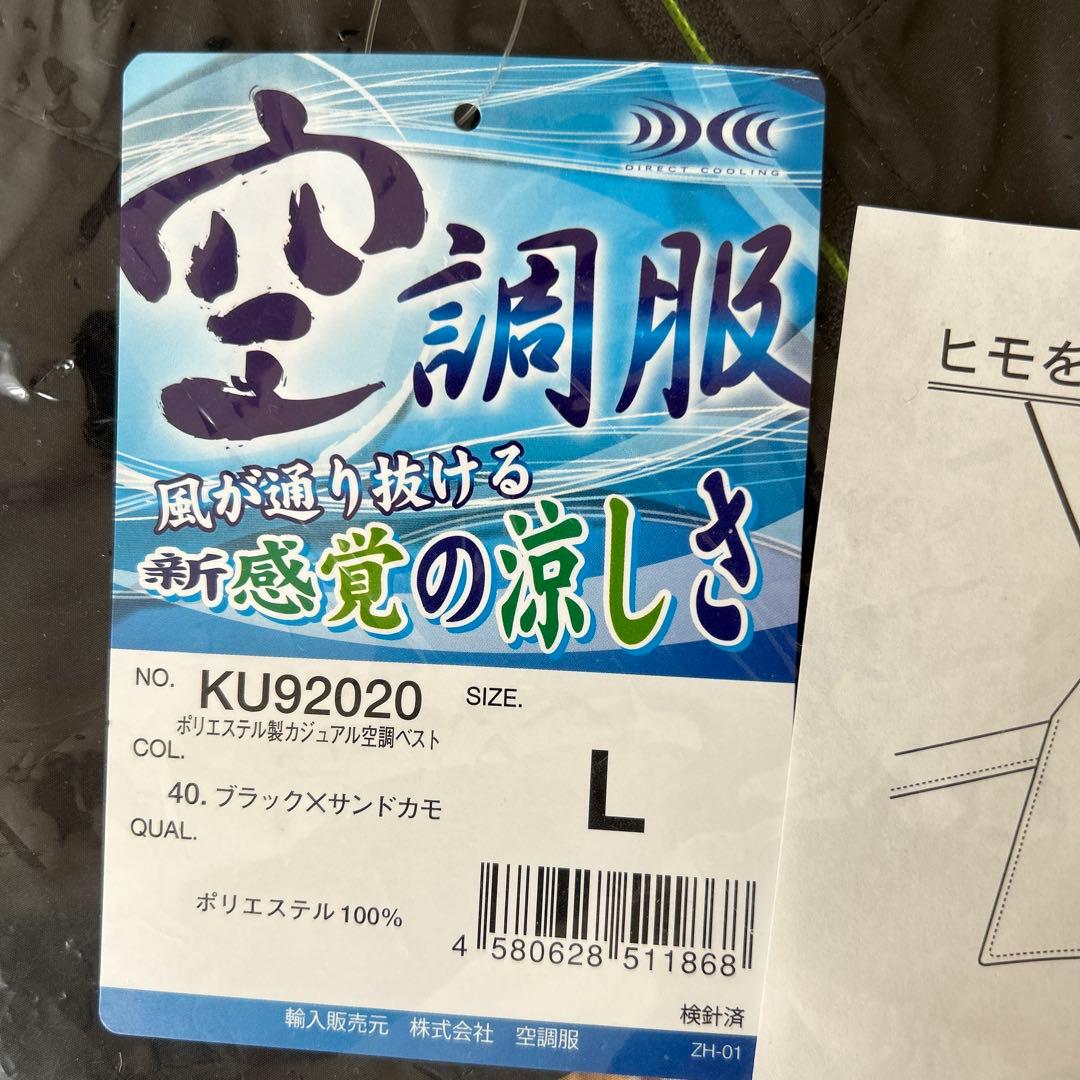 DIRECT COOLING
空調服
風が通り抜ける
新感覚の涼しさ
NO. KU92020
ポリエステル製カジュアル空調ベスト
SIZE.
L
COL.
40. ブラック×サンドカモ
QUAL.
ポリエステル100%
4 580628 511868
検針済
輸入販売元 株式会社 空調服
ZH-01
ヒモを